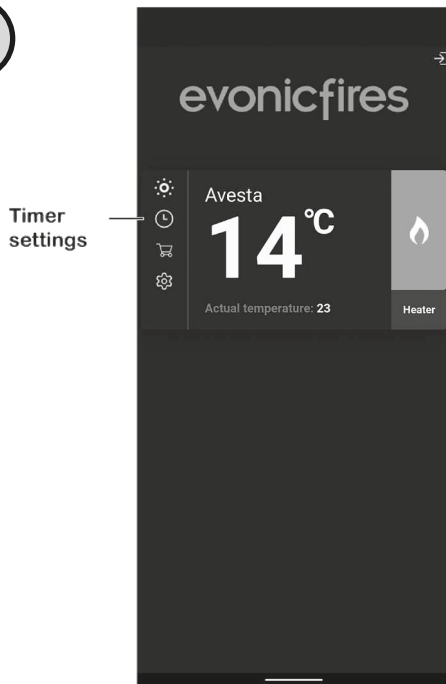 evonicfires
Timer
settings
Avesta
14°C
Actual temperature: 23
Heater